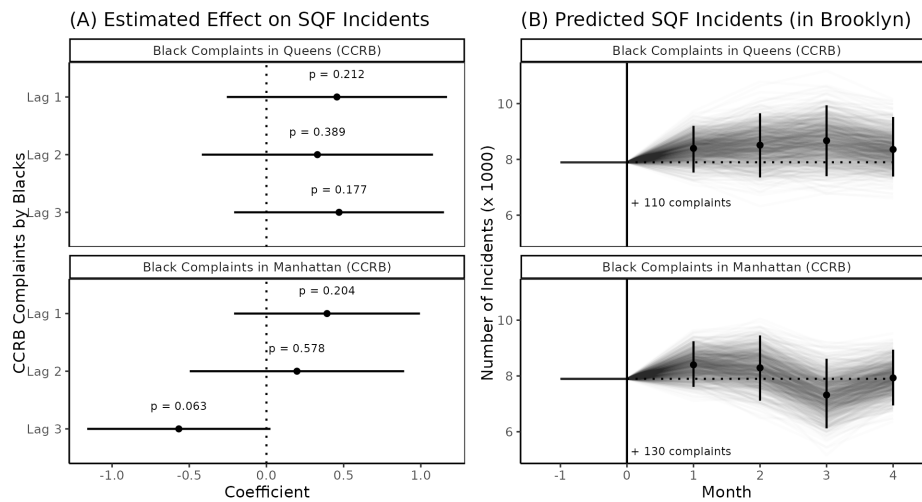 (A) Estimated Effect on SQF Incidents
Black Complaints in Queens (CCRB)
p = 0.212
Lag 1
p = 0.389
Lag 2
p = 0.177
Lag 3
Black Complaints in Manhattan (CCRB)
p = 0.204
Lag 1
p = 0.578
Lag 2
p = 0.063
Lag 3
-1.0 -0.5 0.0 0.5 1.0
Coefficient
CCRB Complaints by Blacks
(B) Predicted SQF Incidents (in Brooklyn)
Black Complaints in Queens (CCRB)
10
8
6
+ 110 complaints
Black Complaints in Manhattan (CCRB)
10
8
6
+ 130 complaints
-1 0 1 2 3 4
Month
Number of Incidents (x 1000)